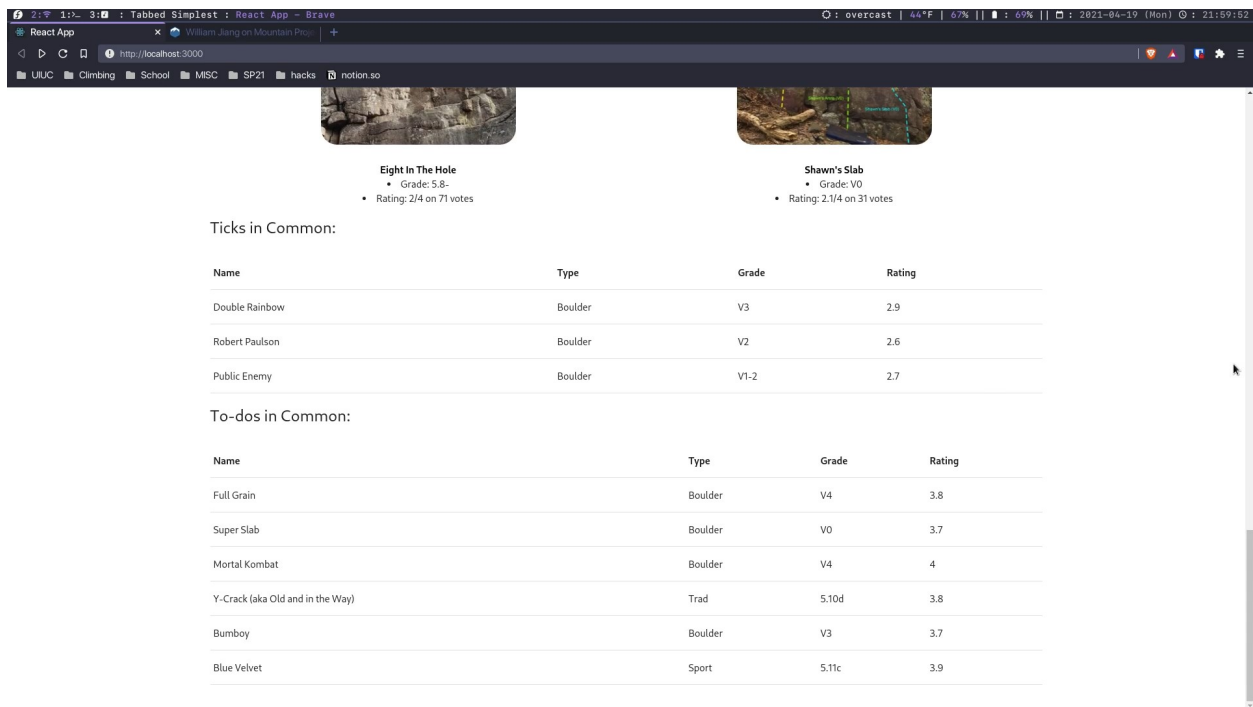 2: 1:>_ 3: : Tabbed Simplest : React App – Brave
: overcast | 44°F | 67% || : 69% || : 2021-04-19 (Mon) : 21:59:52
React App
William Jiang on Mountain Proje
http://localhost:3000
UIUC Climbing School MISC SP21 hacks notion.so
Eight In The Hole
• Grade: 5.8-
• Rating: 2/4 on 71 votes
Shawn's Slab
• Grade: V0
• Rating: 2.1/4 on 31 votes
Ticks in Common:
Name Type Grade Rating
Double Rainbow Boulder V3 2.9
Robert Paulson Boulder V2 2.6
Public Enemy Boulder V1-2 2.7
To-dos in Common:
Name Type Grade Rating
Full Grain Boulder V4 3.8
Super Slab Boulder V0 3.7
Mortal Kombat Boulder V4 4
Y-Crack (aka Old and in the Way) Trad 5.10d 3.8
Bumboy Boulder V3 3.7
Blue Velvet Sport 5.11c 3.9